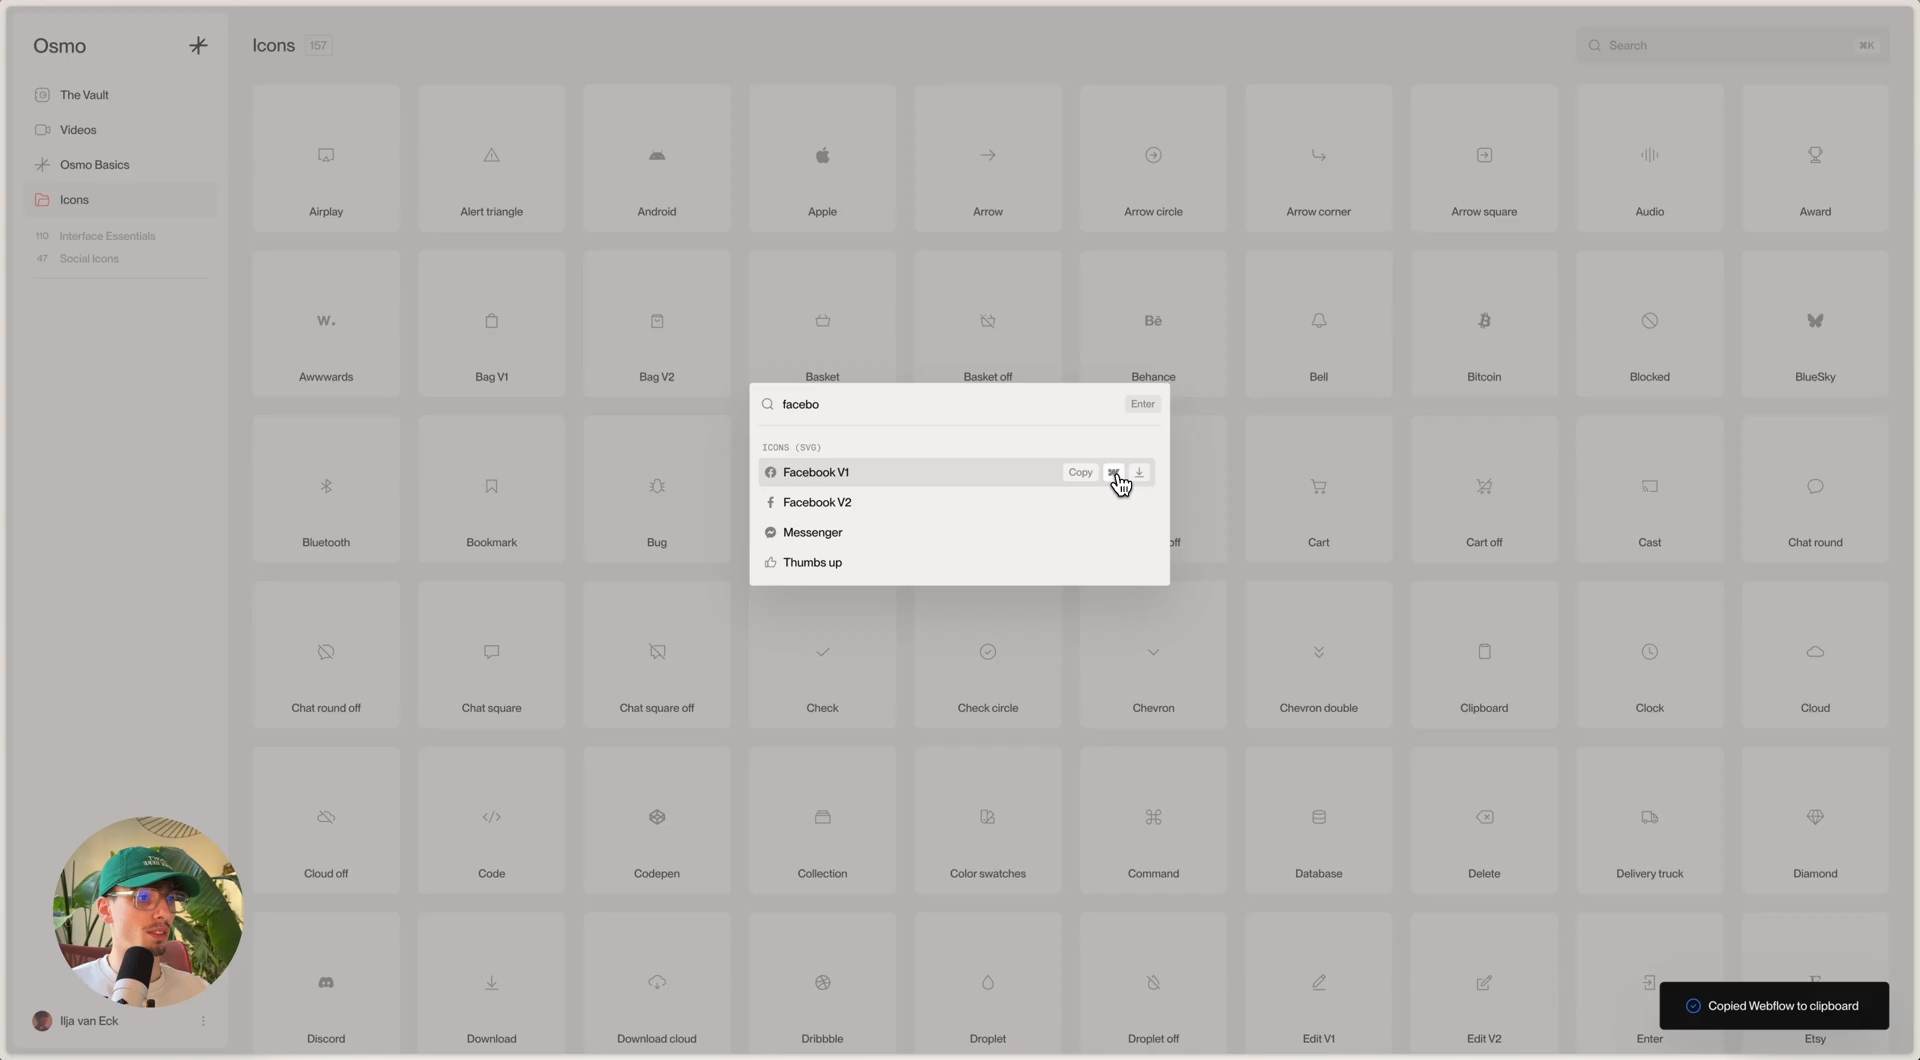 Osmo
Icons 157
Search ⌘K
The Vault
Videos
Osmo Basics
Icons
110 Interface Essentials
47 Social Icons
Airplay
Alert triangle
Android
Apple
Arrow
Arrow circle
Arrow corner
Arrow square
Audio
Award
W.
Bē
Awwwards
Bag V1
Bag V2
Basket
Basket off
Behance
Bell
Bitcoin
Blocked
BlueSky
facebo
Enter
ICONS (SVG)
Facebook V1
Copy
Facebook V2
Messenger
Thumbs up
Bluetooth
Bookmark
Bug
off
Cart
Cart off
Cast
Chat round
Chat round off
Chat square
Chat square off
Check
Check circle
Chevron
Chevron double
Clipboard
Clock
Cloud
Cloud off
Code
Codepen
Collection
Color swatches
Command
Database
Delete
Delivery truck
Diamond
Copied Webflow to clipboard
Ilja van Eck
Discord
Download
Download cloud
Dribbble
Droplet
Droplet off
Edit V1
Edit V2
Enter
Etsy